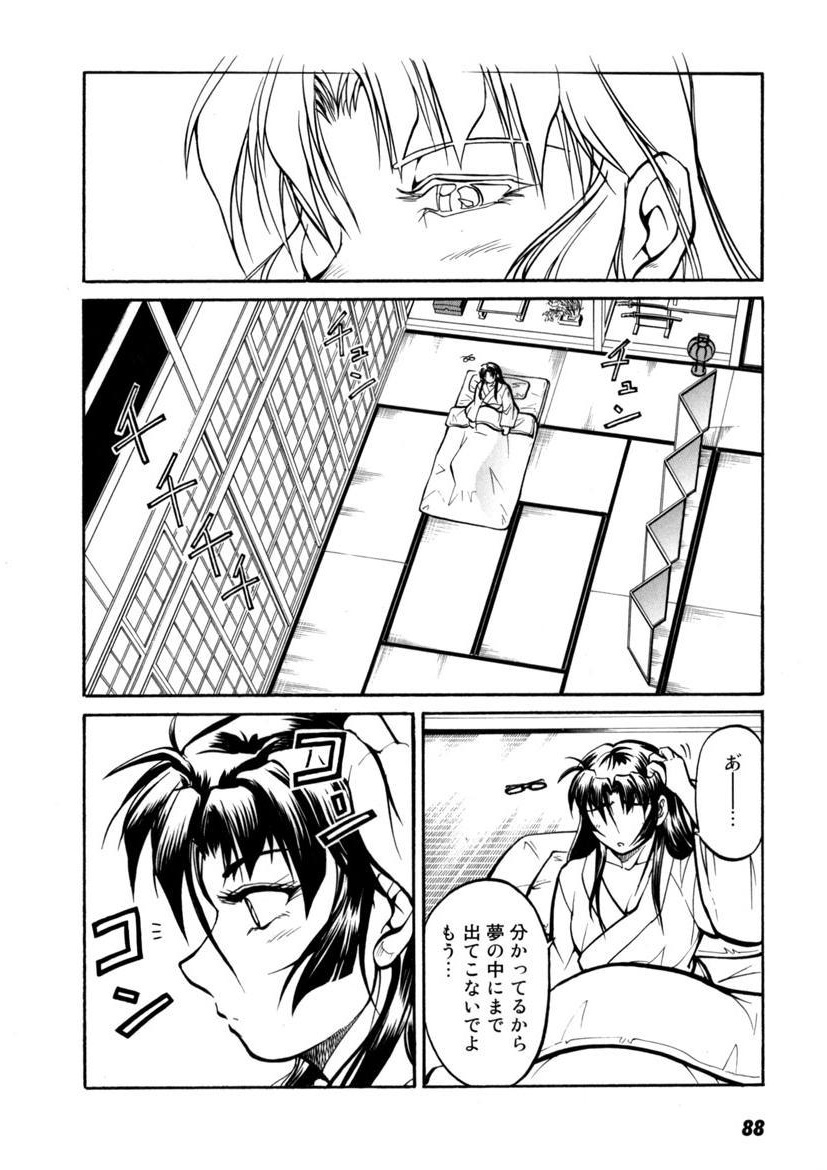 チュン
チュン
チチチチ
あ゛ー…
分かってるから
夢の中にまで
出てこないでよ
もう…
コン
コン
88